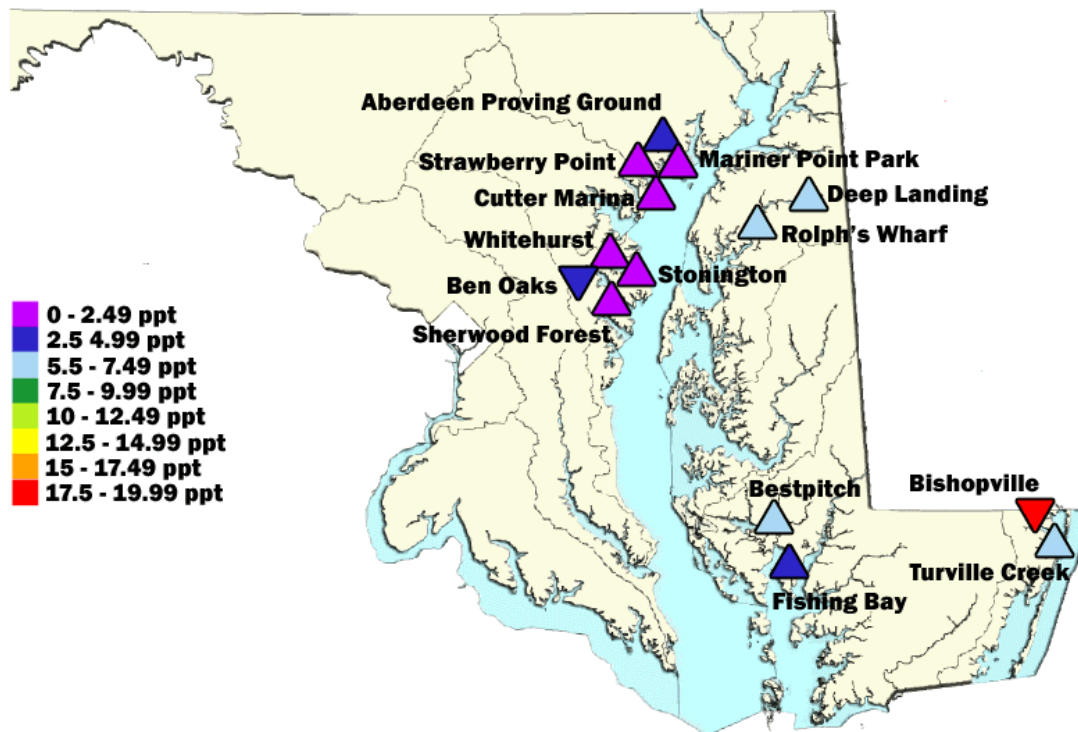 Aberdeen Proving Ground
Strawberry Point
Mariner Point Park
Cutter Marina
Deep Landing
Rolph's Wharf
Whitehurst
Ben Oaks
Stonington
Sherwood Forest
0 - 2.49 ppt
2.5 4.99 ppt
5.5 - 7.49 ppt
7.5 - 9.99 ppt
10 - 12.49 ppt
12.5 - 14.99 ppt
15 - 17.49 ppt
17.5 - 19.99 ppt
Bestpitch
Bishopville
Turville Creek
Fishing Bay